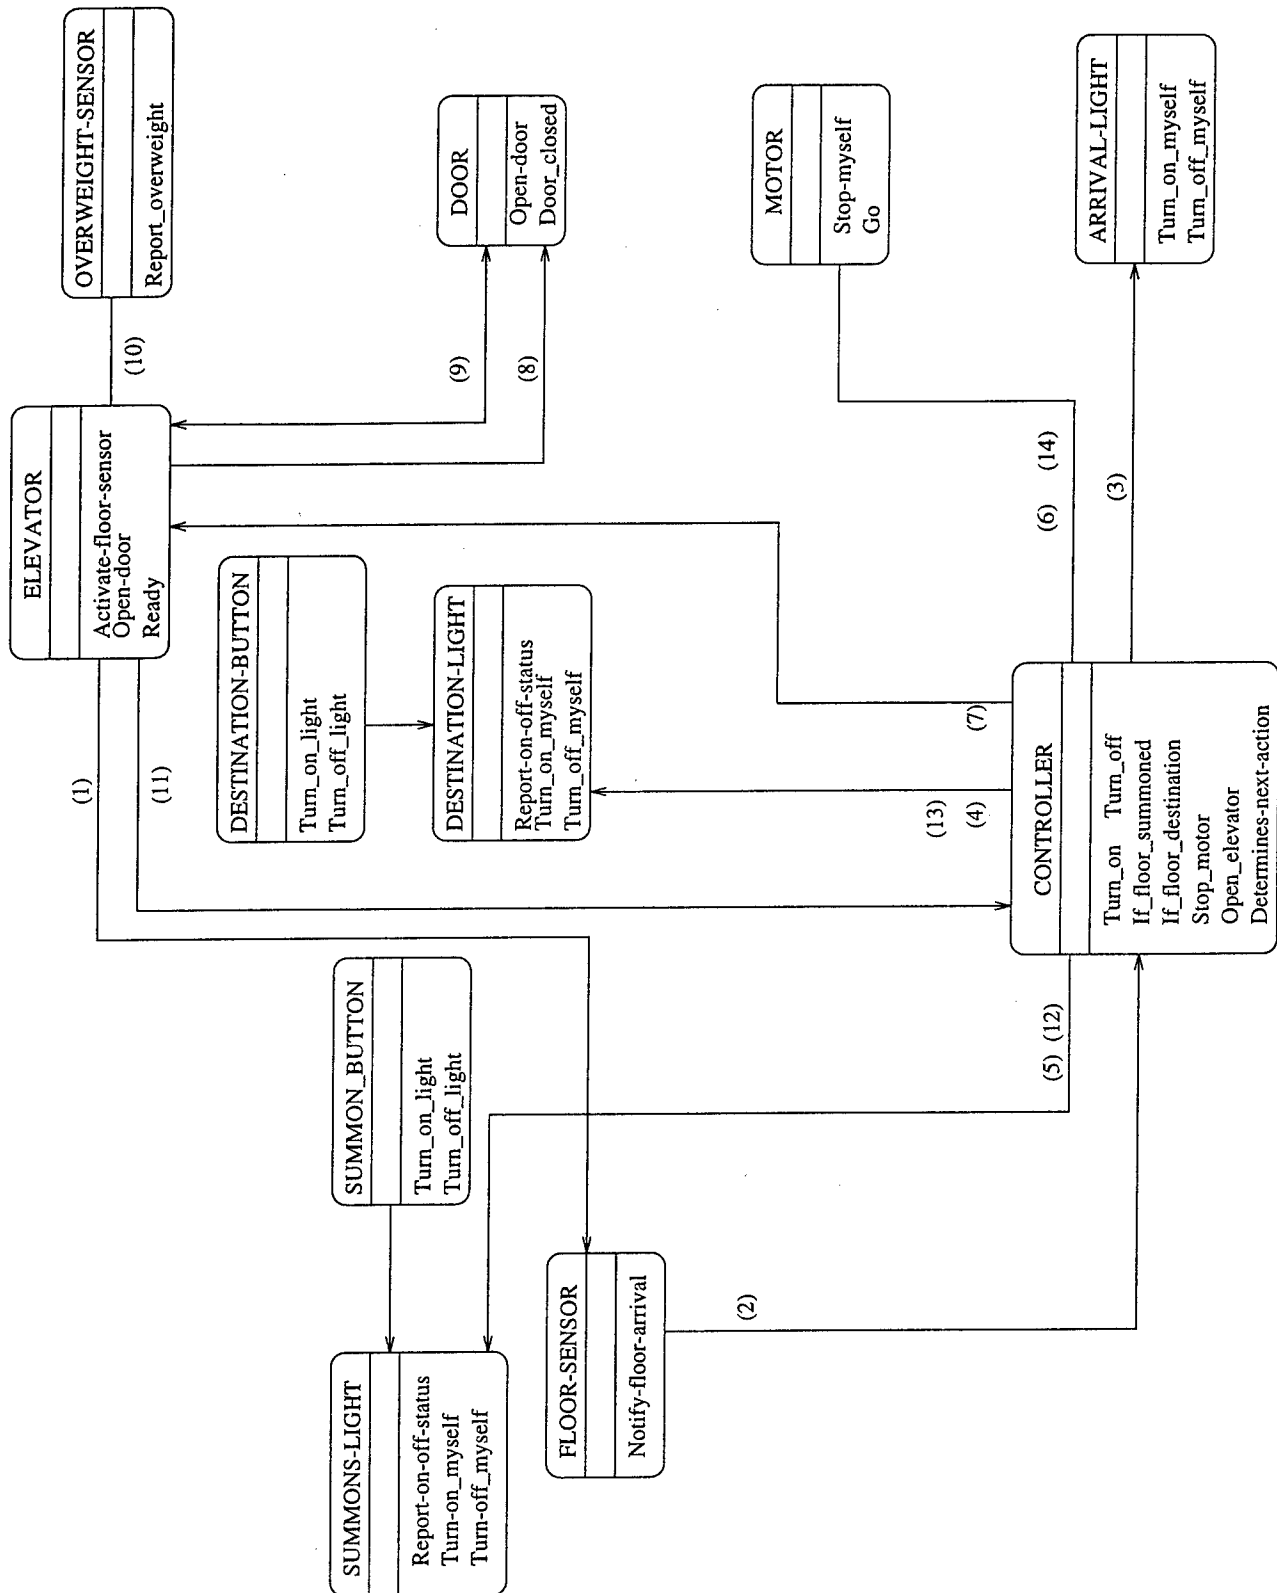 OVERWEIGHT-SENSOR
Report_overweight
DOOR
Open-door
Door_closed
MOTOR
Stop-myself
Go
ARRIVAL-LIGHT
Turn_on_myself
Turn_off_myself
(10)
(9)
(8)
(14)
(6)
(3)
ELEVATOR
Activate-floor-sensor
Open-door
Ready
DESTINATION-BUTTON
Turn_on_light
Turn_off_light
DESTINATION-LIGHT
Report-on-off-status
Turn_on_myself
Turn_off_myself
(7)
(1)
(11)
(13)
(4)
CONTROLLER
Turn_on Turn_off
If_floor_summoned
If_floor_destination
Stop_motor
Open_elevator
Determines-next-action
SUMMON_BUTTON
Turn_on_light
Turn_off_light
(5) (12)
FLOOR-SENSOR
Notify-floor-arrival
(2)
SUMMONS-LIGHT
Report-on-off-status
Turn-on_myself
Turn-off_myself